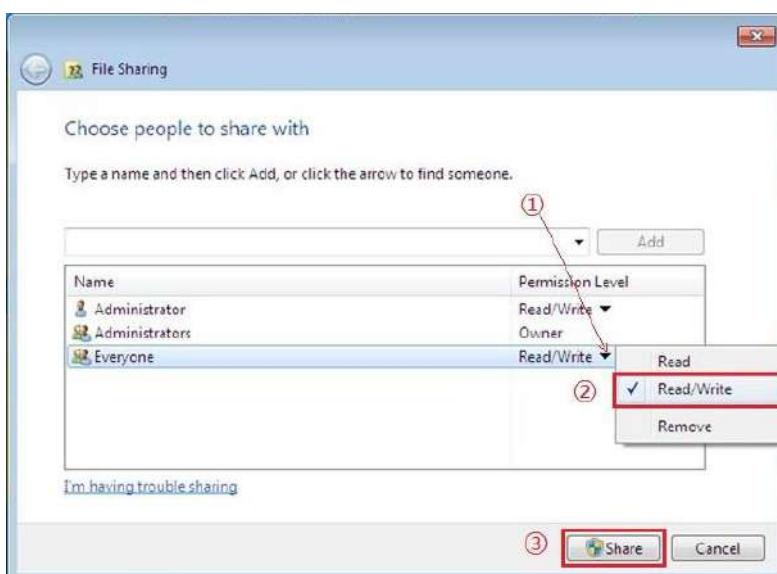 File Sharing
Choose people to share with
Type a name and then click Add, or click the arrow to find someone.
①
Add
Name Permission Level
Administrator Read/Write
Administrators Owner
Everyone Read/Write
Read
② ✓ Read/Write
Remove
I'm having trouble sharing
③ Share Cancel